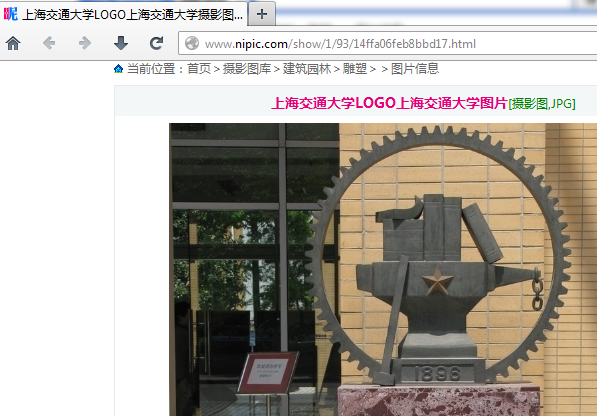 上海交通大学LOGO上海交通大学摄影图...
www.nipic.com/show/1/93/14ffa06feb8bbd17.html
当前位置：首页 > 摄影图库 > 建筑园林 > 雕塑 > > 图片信息
上海交通大学LOGO上海交通大学图片[摄影图,JPG]
1896